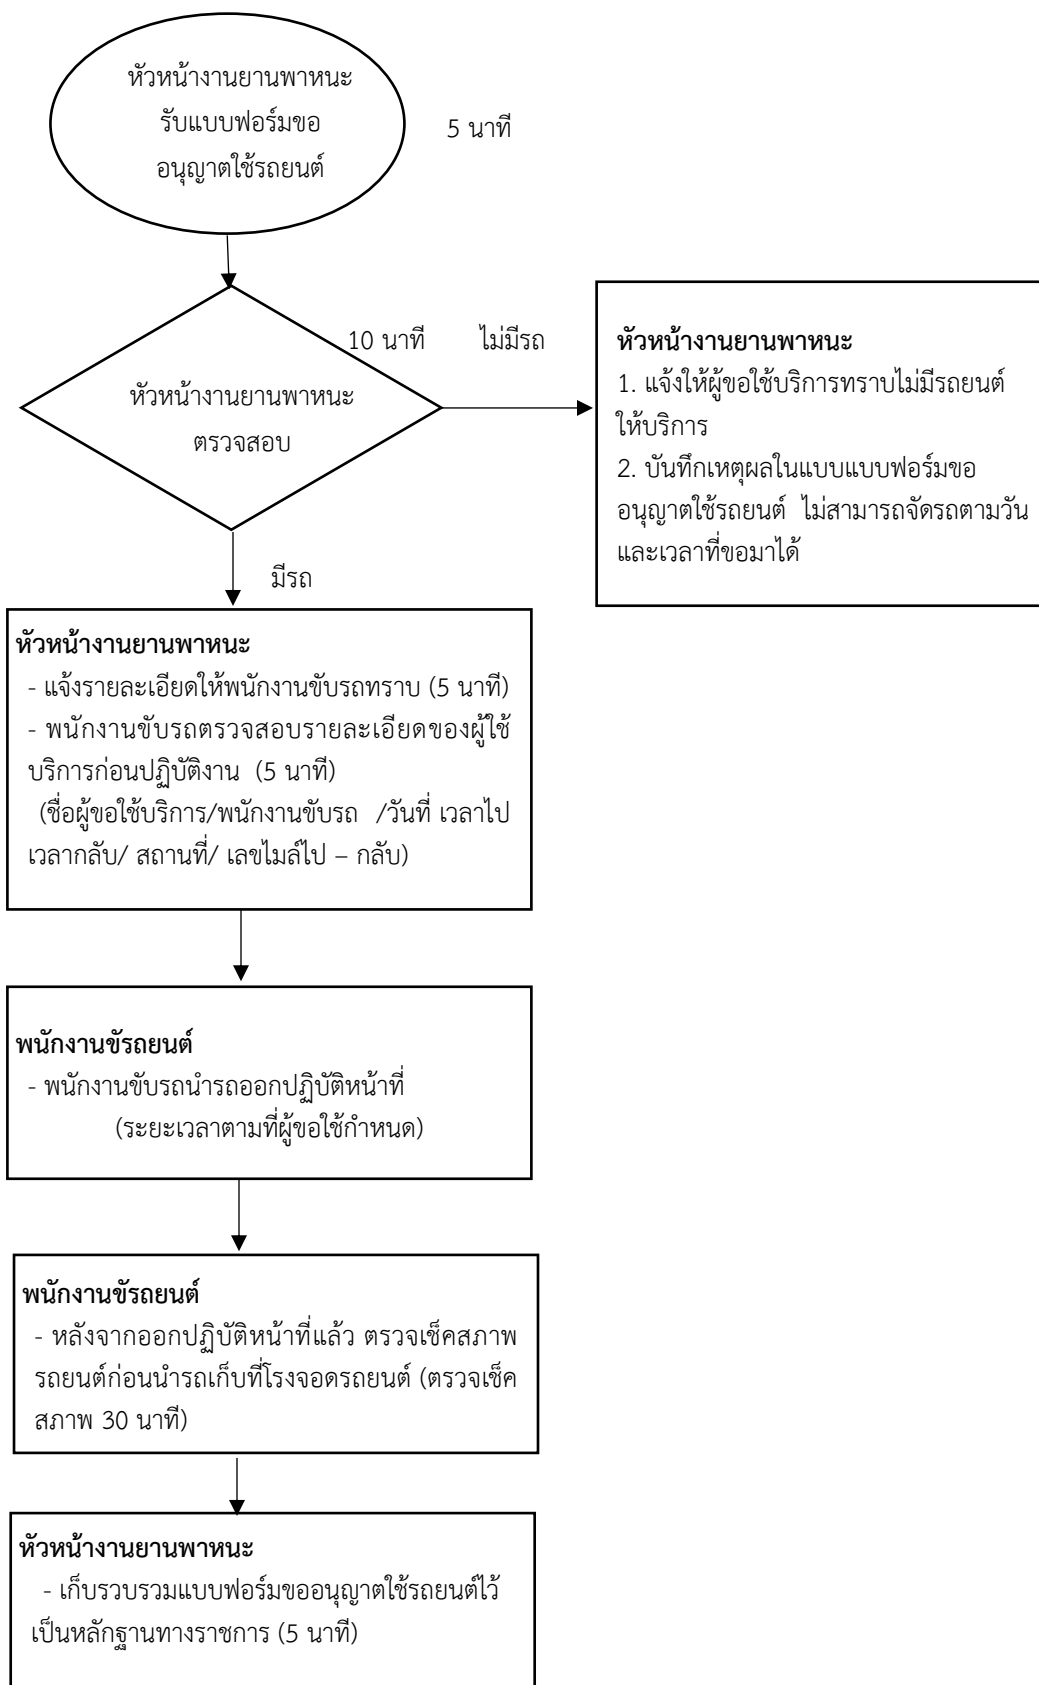 หัวหน้างานยานพาหนะ
รับแบบฟอร์มขอ
อนุญาตใช้รถยนต์
5 นาที
10 นาที
ไม่มีรถ
หัวหน้างานยานพาหนะ
ตรวจสอบ
หัวหน้างานยานพาหนะ
1. แจ้งให้ผู้ขอใช้บริการทราบไม่มีรถยนต์
ให้บริการ
2. บันทึกเหตุผลในแบบแบบฟอร์มขอ
อนุญาตใช้รถยนต์ ไม่สามารถจัดรถตามวัน
และเวลาที่ขอมาได้
มีรถ
หัวหน้างานยานพาหนะ
- แจ้งรายละเอียดให้พนักงานขับรถทราบ (5 นาที)
- พนักงานขับรถตรวจสอบรายละเอียดของผู้ใช้
บริการก่อนปฏิบัติงาน (5 นาที)
(ชื่อผู้ขอใช้บริการ/พนักงานขับรถ /วันที่ เวลาไป
เวลากลับ/ สถานที่/ เลขไมล์ไป – กลับ)
พนักงานขัรถยนต์
- พนักงานขับรถนำรถออกปฏิบัติหน้าที่
(ระยะเวลาตามที่ผู้ขอใช้กำหนด)
พนักงานขัรถยนต์
- หลังจากออกปฏิบัติหน้าที่แล้ว ตรวจเช็คสภาพ
รถยนต์ก่อนนำรถเก็บที่โรงจอดรถยนต์ (ตรวจเช็ค
สภาพ 30 นาที)
หัวหน้างานยานพาหนะ
- เก็บรวบรวมแบบฟอร์มขออนุญาตใช้รถยนต์ไว้
เป็นหลักฐานทางราชการ (5 นาที)